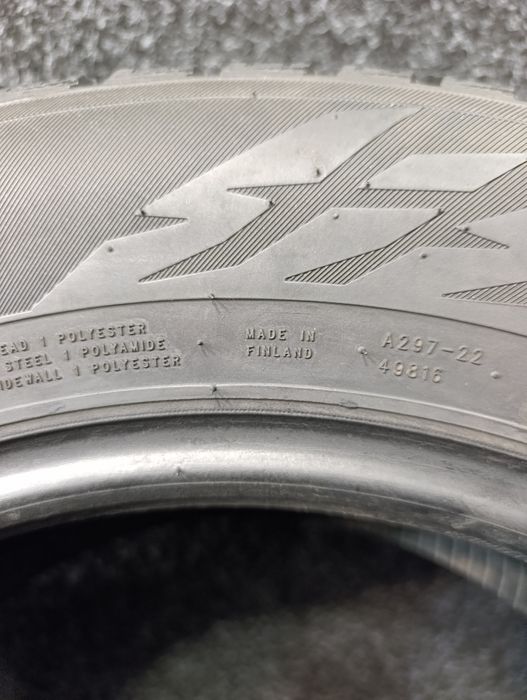 EAD 1 POLYESTER
STEEL 1 POLYAMIDE
IDEWALL 1 POLYESTER
MADE IN
FINLAND
A297-22
49816